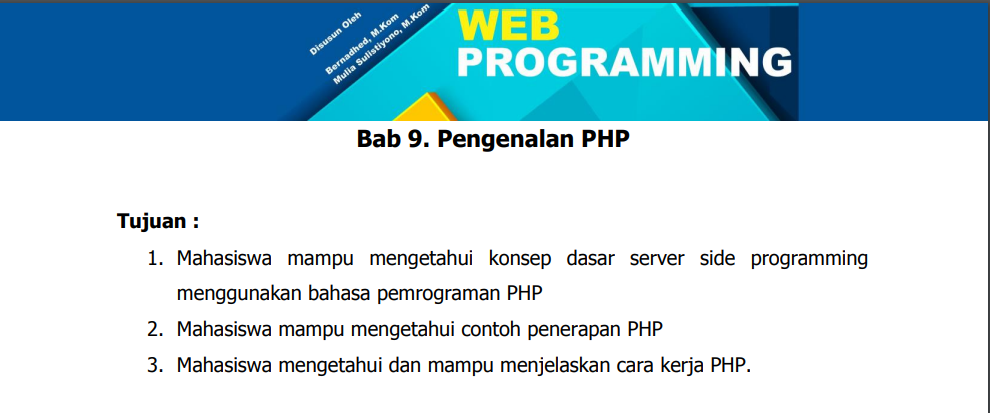 Disusun Oleh
Bernadhed, M.Kom
Mulia Sulistiyono, M.Kom
WEB
PROGRAMMING
Bab 9. Pengenalan PHP
Tujuan :
1. Mahasiswa mampu mengetahui konsep dasar server side programming
menggunakan bahasa pemrograman PHP
2. Mahasiswa mampu mengetahui contoh penerapan PHP
3. Mahasiswa mengetahui dan mampu menjelaskan cara kerja PHP.